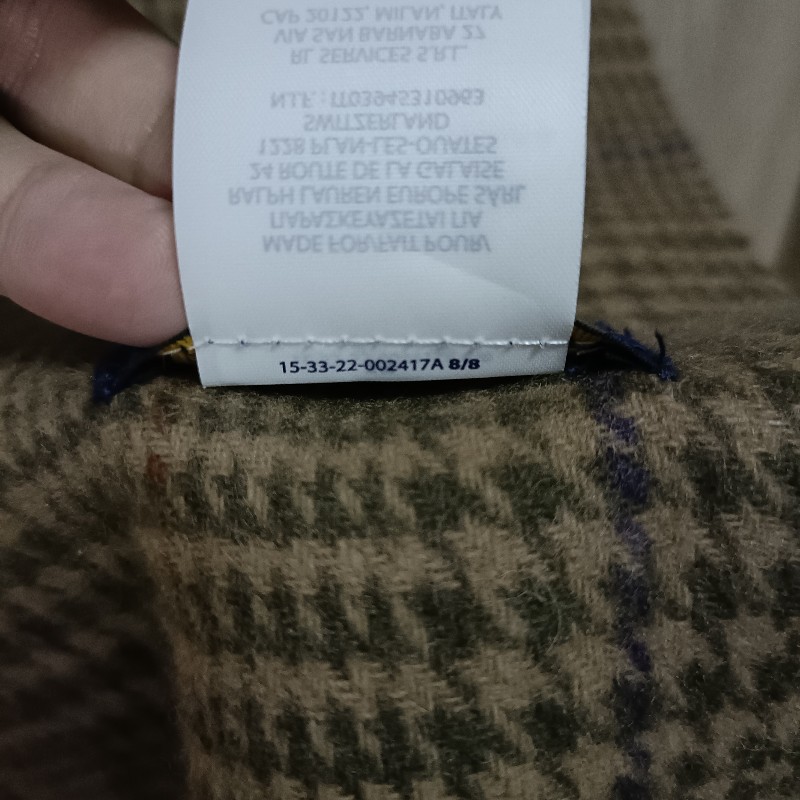 MADE FOR/FAIT POUR/
ΠΑΡΑΣΚΕΥΑΖΕΤΑΙ ΓΙΑ
RALPH LAUREN EUROPE SÀRL
24 ROUTE DE LA GALAISE
1228 PLAN-LES-OUATES
SWITZERLAND
N.I.F.: IT03945310963
RL SERVICES S.R.L.
VIA SAN BARNABA 27
CAP 20122, MILAN, ITALY
15-33-22-002417A 8/8